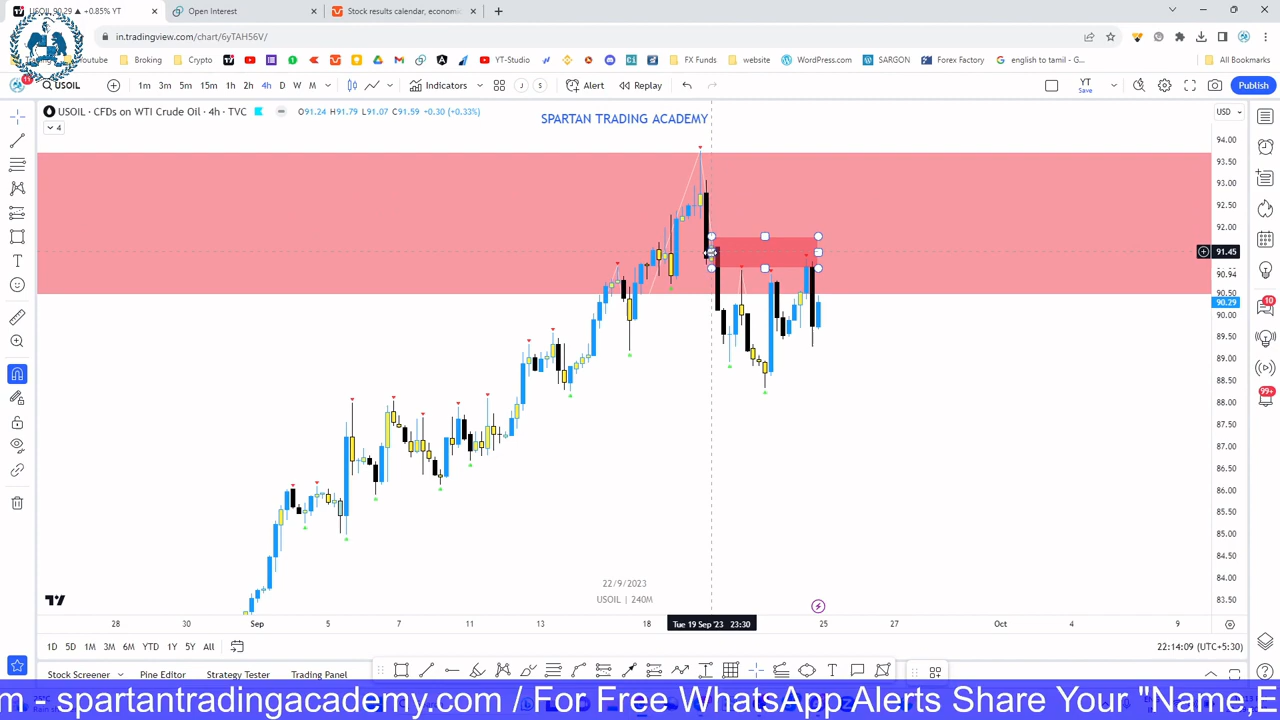 USOIL 90.29 ▲ +0.85% YT
Open Interest
Stock results calendar, economic
in.tradingview.com/chart/6yTAH56V/
Youtube
Broking
Crypto
YT-Studio
FX Funds
website
WordPress.com
SARGON
Forex Factory
english to tamil - G...
All Bookmarks
USOIL
1m 3m 5m 15m 1h 2h 4h D W M
Indicators
J
S
Alert
Replay
YT
Save
Publish
USOIL · CFDs on WTI Crude Oil · 4h · TVC
O91.24 H91.79 L91.07 C91.59 +0.30 (+0.33%)
4
SPARTAN TRADING ACADEMY
USD
94.00
93.50
93.00
92.50
92.00
91.45
90.94
90.50
90.29
90.00
89.50
89.00
88.50
88.00
87.50
87.00
86.50
86.00
85.50
85.00
84.50
84.00
83.50
10
99+
22/9/2023
USOIL | 240M
28 30 Sep 5 7 11 13 18 Tue 19 Sep '23 23:30 25 27 Oct 4 9
1D 5D 1M 3M 6M YTD 1Y 5Y All
22:14:09 (UTC+5:30)
Stock Screener
Pine Editor
Strategy Tester
Trading Panel
m - spartantradingacademy.com / For Free WhatsApp Alerts Share Your "Name,E